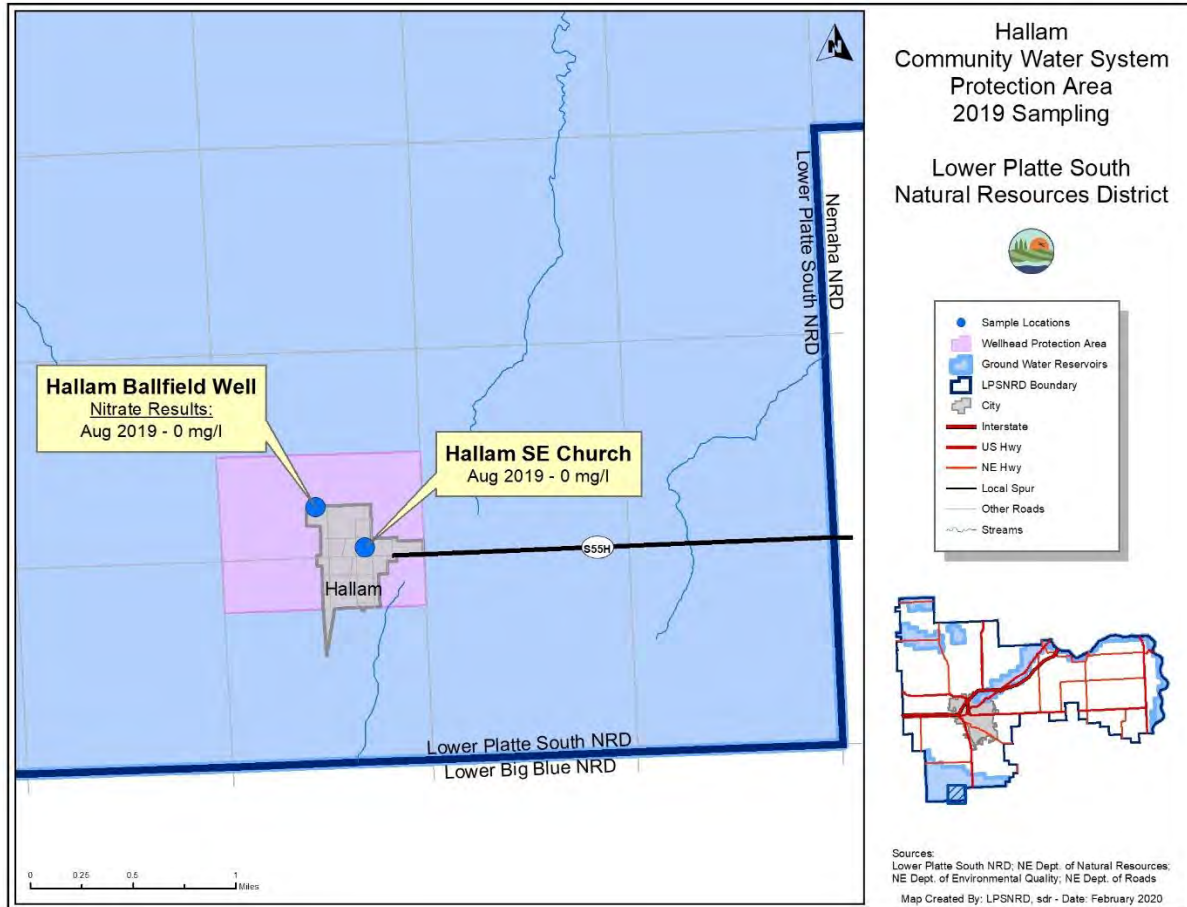 Hallam
Community Water System
Protection Area
2019 Sampling
Lower Platte South
Natural Resources District
N
Lower Platte South NRD
Nemaha NRD
Hallam Ballfield Well
Nitrate Results:
Aug 2019 - 0 mg/l
Hallam SE Church
Aug 2019 - 0 mg/l
S55H
Hallam
Lower Platte South NRD
Lower Big Blue NRD
0 0.25 0.5 1
Miles
Sample Locations
Wellhead Protection Area
Ground Water Reservoirs
LPSNRD Boundary
City
Interstate
US Hwy
NE Hwy
Local Spur
Other Roads
Streams
Sources:
Lower Platte South NRD; NE Dept. of Natural Resources;
NE Dept. of Environmental Quality; NE Dept. of Roads
Map Created By: LPSNRD, sdr - Date: February 2020